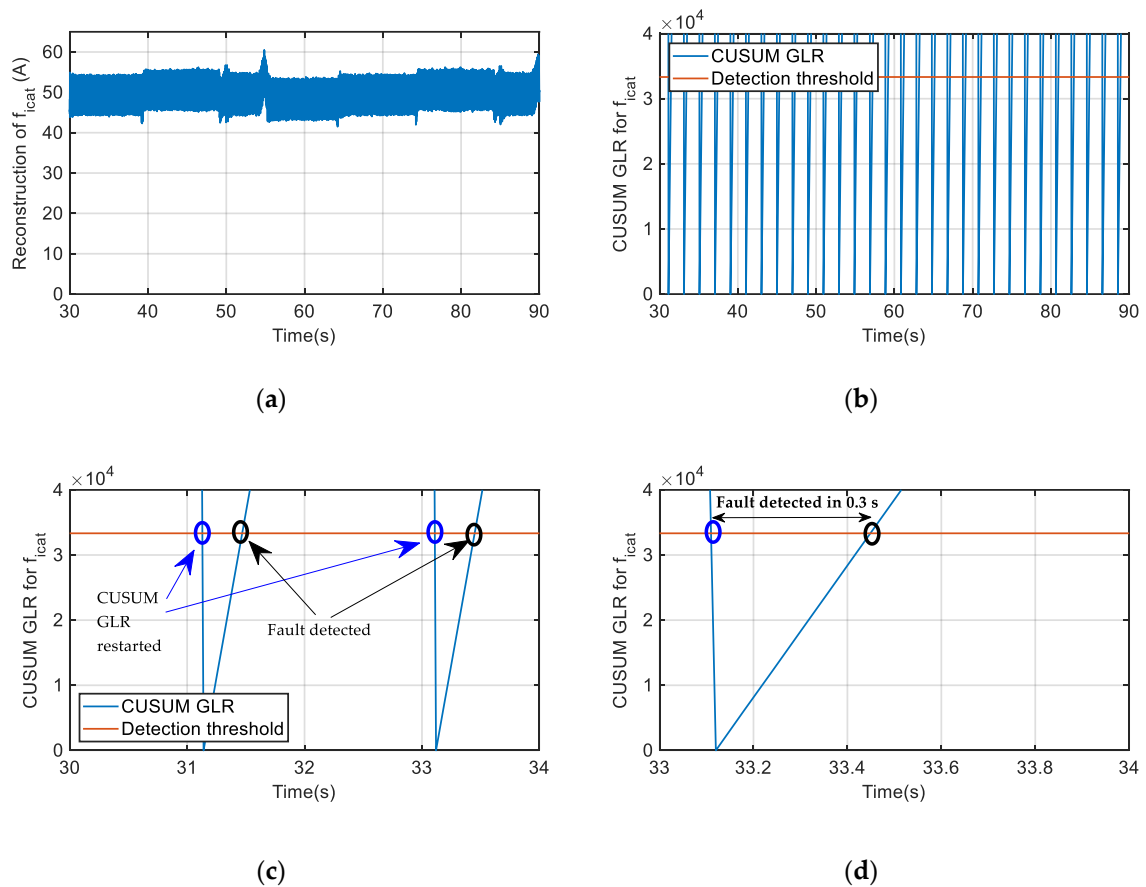 Reconstruction of f_icat (A)
60
50
40
30
20
10
0
30 40 50 60 70 80 90
Time(s)
(a)
×10^4
CUSUM GLR for f_icat
4
3
2
1
0
CUSUM GLR
Detection threshold
30 40 50 60 70 80 90
Time(s)
(b)
×10^4
CUSUM GLR for f_icat
4
3
2
1
0
CUSUM
GLR
restarted
Fault detected
CUSUM GLR
Detection threshold
30 31 32 33 34
Time(s)
(c)
×10^4
CUSUM GLR for f_icat
4
3
2
1
0
Fault detected in 0.3 s
33 33.2 33.4 33.6 33.8 34
Time(s)
(d)